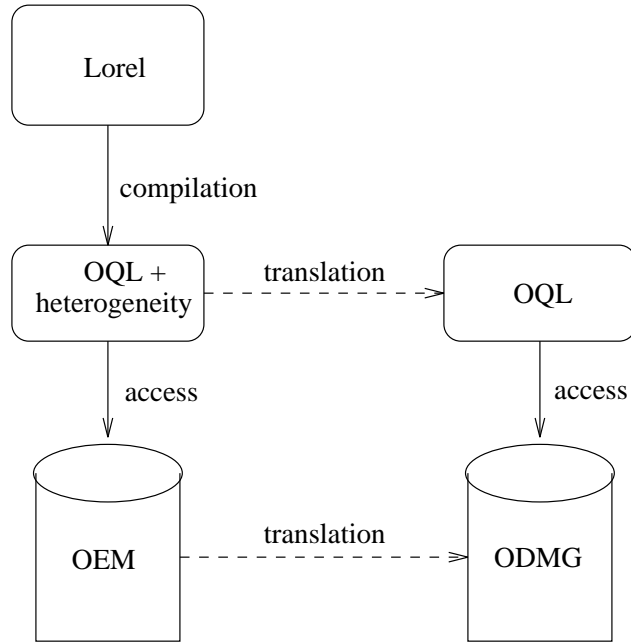 Lorel
compilation
OQL +
heterogeneity
translation
OQL
access
access
OEM
translation
ODMG